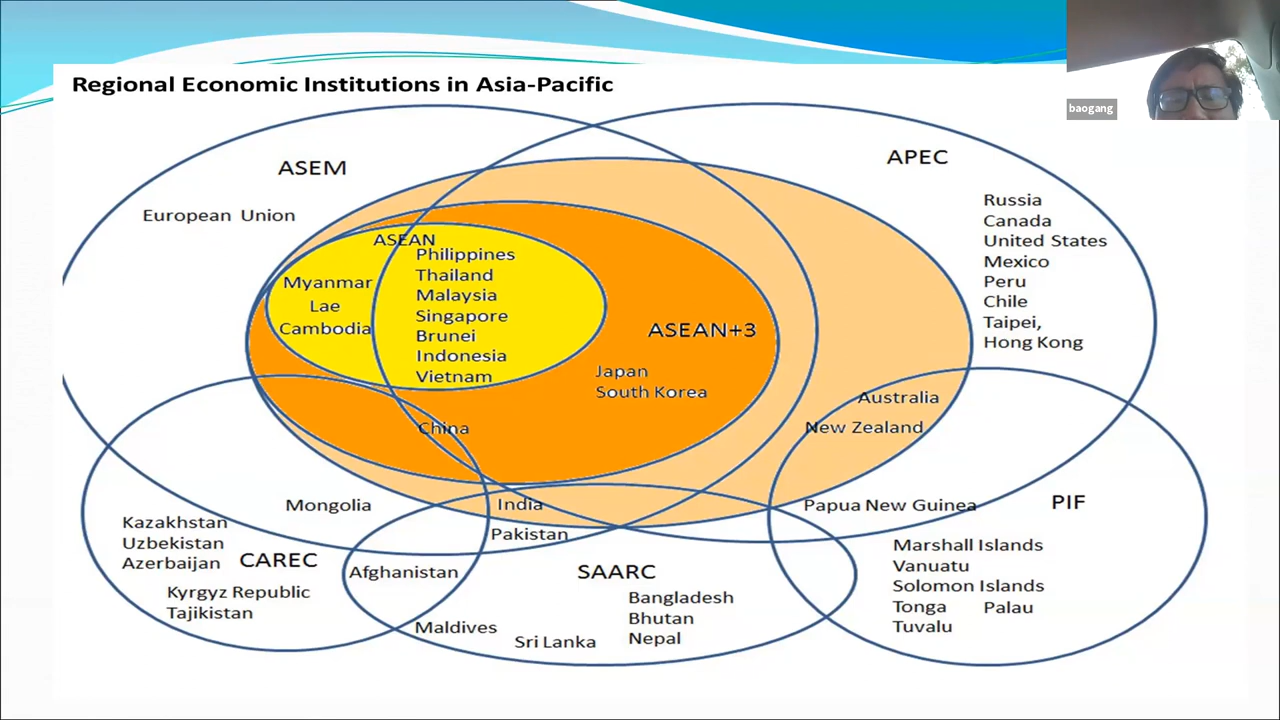 Regional Economic Institutions in Asia-Pacific
baogang
ASEM
European Union
APEC
Russia
Canada
United States
Mexico
Peru
Chile
Taipei,
Hong Kong
ASEAN
Myanmar
Lae
Cambodia
Philippines
Thailand
Malaysia
Singapore
Brunei
Indonesia
Vietnam
ASEAN+3
Japan
South Korea
China
Australia
New Zealand
Papua New Guinea
PIF
Marshall Islands
Vanuatu
Solomon Islands
Tonga Palau
Tuvalu
Mongolia
Kazakhstan
Uzbekistan
Azerbaijan
CAREC
Kyrgyz Republic
Tajikistan
India
Pakistan
Afghanistan
SAARC
Bangladesh
Bhutan
Nepal
Maldives
Sri Lanka